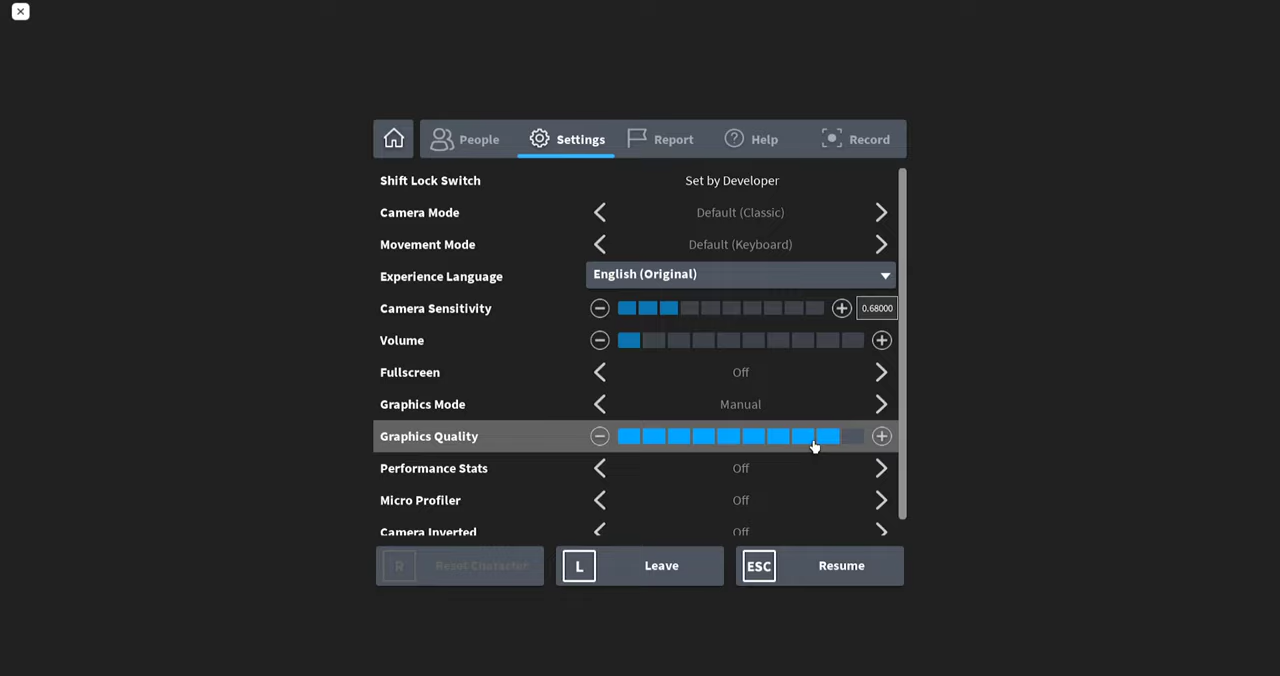 People Settings Report Help Record
Shift Lock Switch Set by Developer
Camera Mode Default (Classic)
Movement Mode Default (Keyboard)
Experience Language English (Original)
Camera Sensitivity 0.68000
Volume
Fullscreen Off
Graphics Mode Manual
Graphics Quality
Performance Stats Off
Micro Profiler Off
Camera Inverted Off
R Reset Character L Leave ESC Resume